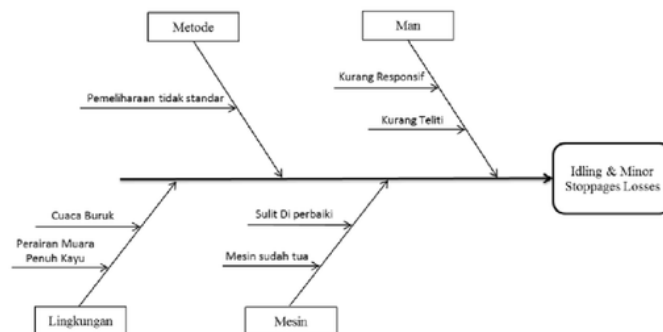 Metode
Man
Kurang Responsif
Pemeliharaan tidak standar
Kurang Teliti
Idling & Minor
Stoppages Losses
Cuaca Buruk
Sulit Di perbaiki
Perairan Muara
Penuh Kayu
Mesin sudah tua
Lingkungan
Mesin